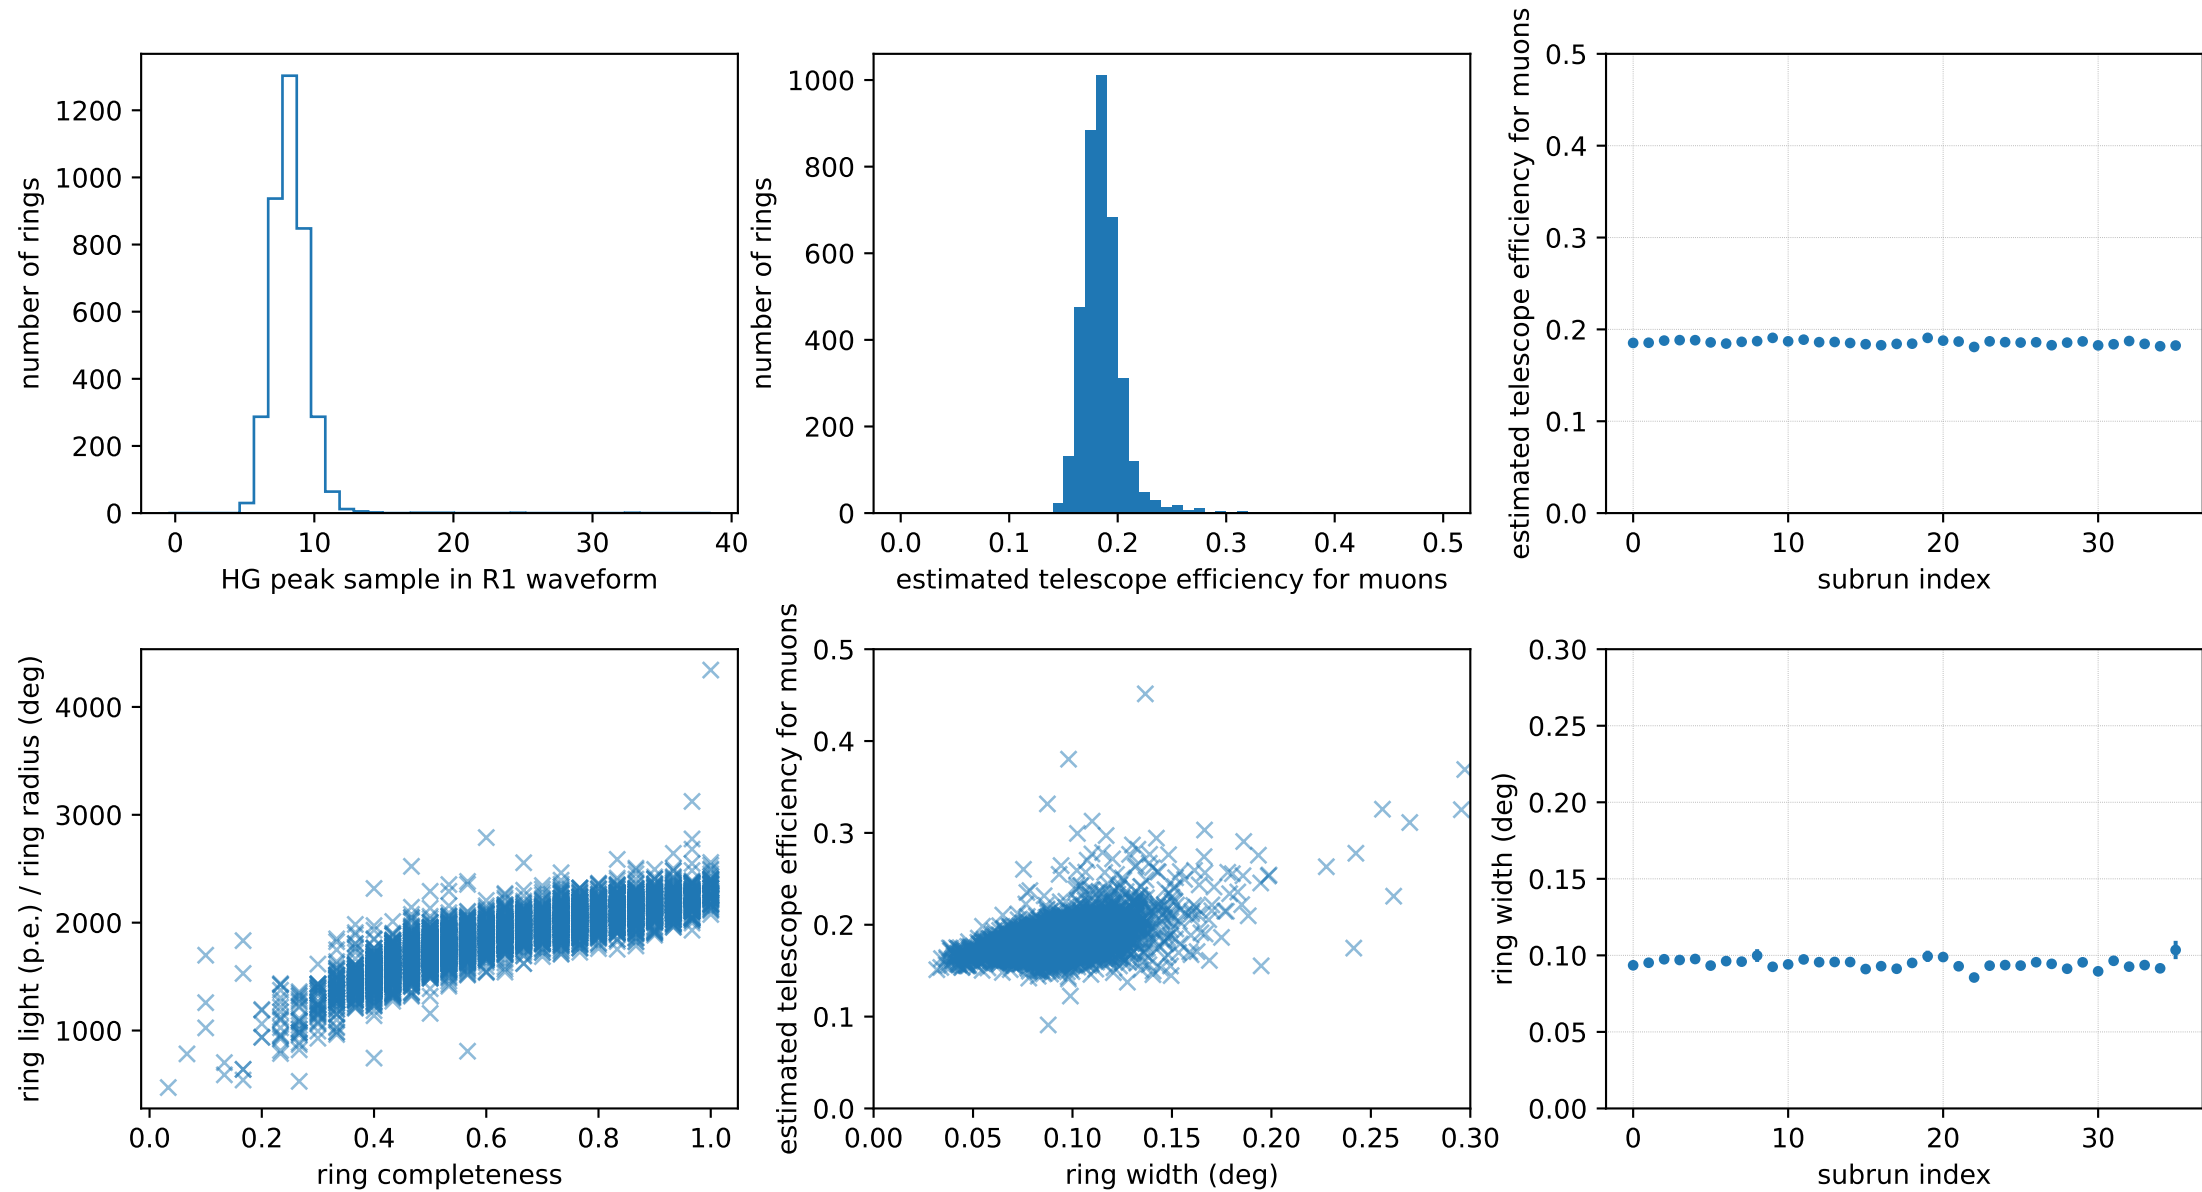 number of rings
0
200
400
600
800
1000
1200
0 10 20 30 40
HG peak sample in R1 waveform
number of rings
0
200
400
600
800
1000
0.0 0.1 0.2 0.3 0.4 0.5
estimated telescope efficiency for muons
estimated telescope efficiency for muons
0.0
0.1
0.2
0.3
0.4
0.5
0 10 20 30
subrun index
ring light (p.e.) / ring radius (deg)
1000
2000
3000
4000
0.0 0.2 0.4 0.6 0.8 1.0
ring completeness
estimated telescope efficiency for muons
0.0
0.1
0.2
0.3
0.4
0.5
0.00 0.05 0.10 0.15 0.20 0.25 0.30
ring width (deg)
ring width (deg)
0.00
0.05
0.10
0.15
0.20
0.25
0.30
0 10 20 30
subrun index